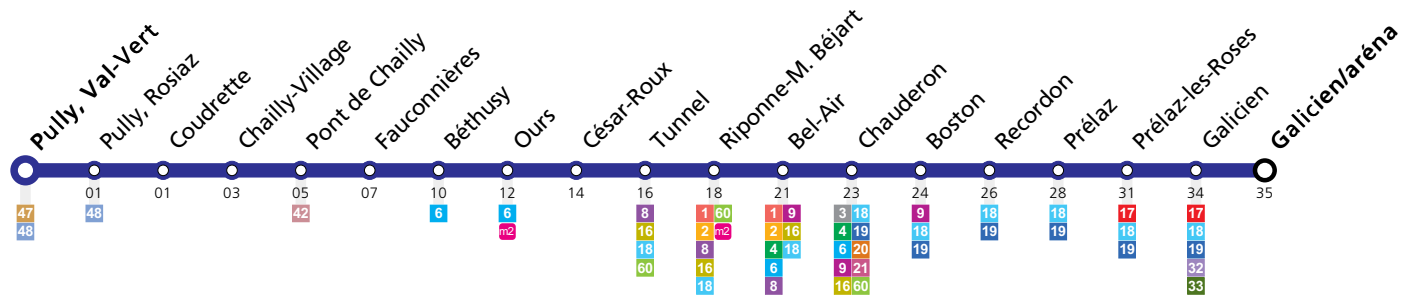 Pully, Val-Vert
Pully, Rosiaz
Coudrette
Chailly-Village
Pont de Chailly
Fauconnières
Béthusy
Ours
César-Roux
Tunnel
Riponne-M. Béjart
Bel-Air
Chauderon
Boston
Recordon
Prélaz
Prélaz-les-Roses
Galicien
Galicien/aréna
01 01 03 05 07 10 12 14 16 18 21 23 24 26 28 31 34 35
47 48 42 6 6 8 1 60 1 9 3 18 9 18 18 17 17
48 m2 16 2 m2 2 16 4 19 18 19 19 18 18
18 8 4 18 6 20 19 19 19
60 16 6 9 21 32
18 8 16 60 33